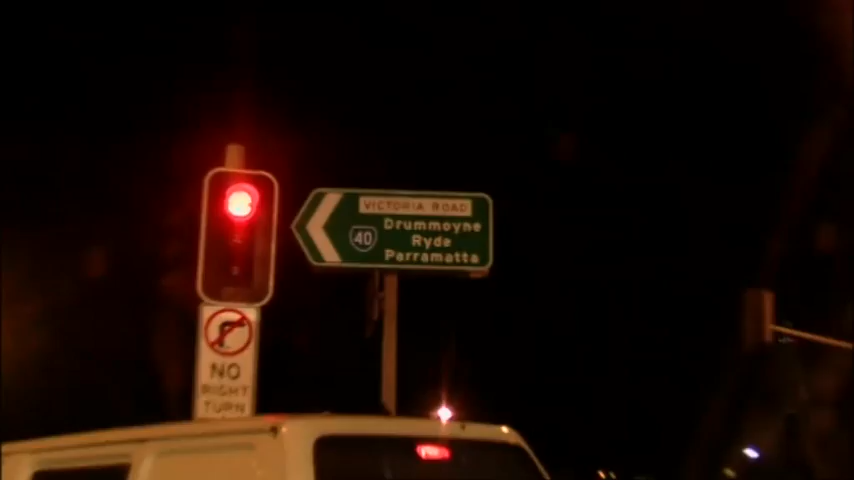 VICTORIA ROAD
40
Drummoyne
Ryde
Parramatta
NO
RIGHT
TURN